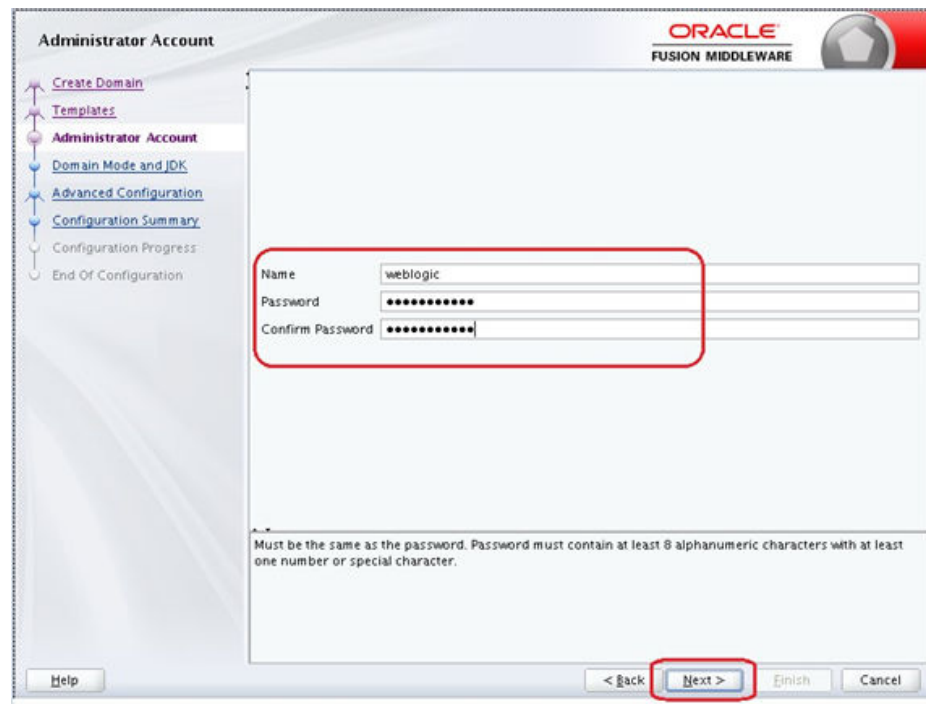 Administrator Account
ORACLE
FUSION MIDDLEWARE
Create Domain
Templates
Administrator Account
Domain Mode and JDK
Advanced Configuration
Configuration Summary
Configuration Progress
End Of Configuration
Name weblogic
Password •••••••••••
Confirm Password •••••••••••
Must be the same as the password. Password must contain at least 8 alphanumeric characters with at least
one number or special character.
Help < Back Next > Finish Cancel